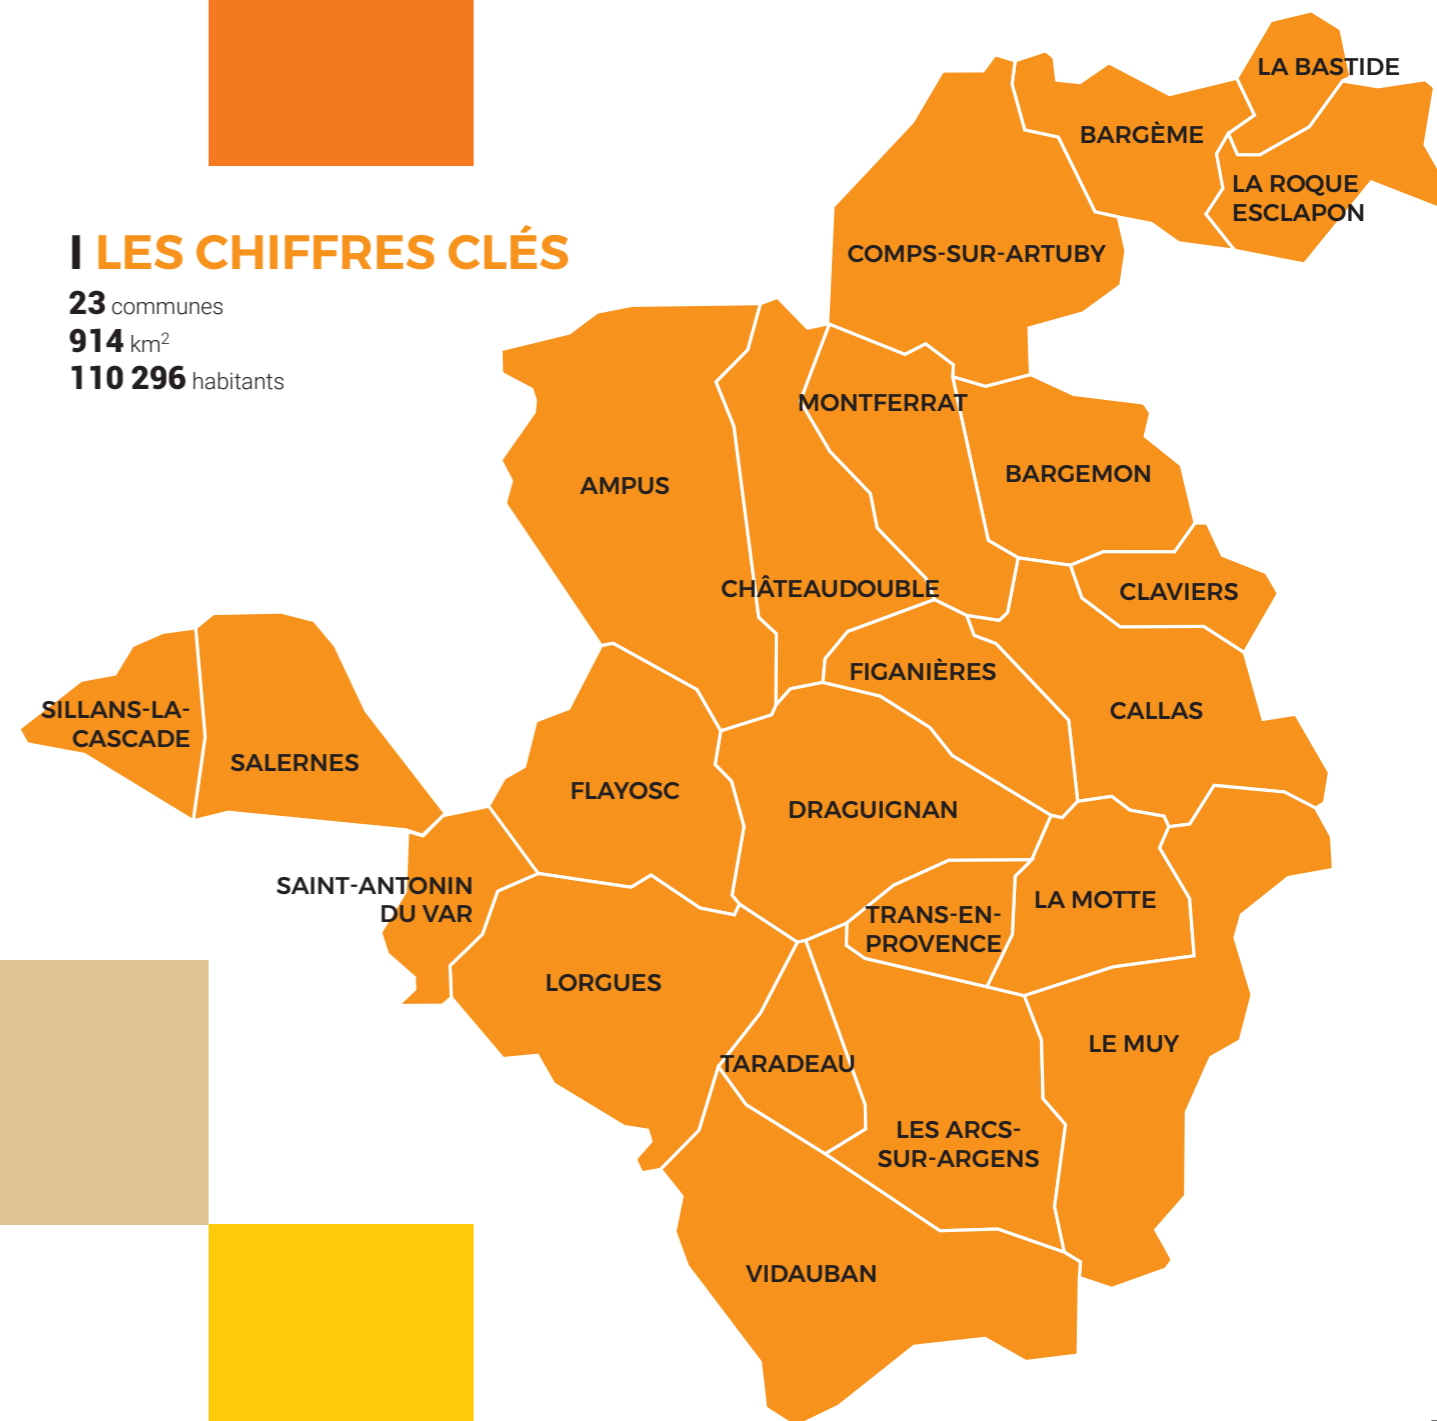 LA BASTIDE
BARGÈME
LA ROQUE
ESCLAPON
I LES CHIFFRES CLÉS
COMPS-SUR-ARTUBY
23 communes
914 km²
110 296 habitants
MONTFERRAT
BARGEMON
AMPUS
CHÂTEAUDOUBLE
CLAVIERS
FIGANIÈRES
SILLANS-LA-
CASCADE
CALLAS
SALERNES
FLAYOSC
DRAGUIGNAN
SAINT-ANTONIN
DU VAR
LA MOTTE
TRANS-EN-
PROVENCE
LORGUES
LE MUY
TARADEAU
LES ARCS-
SUR-ARGENS
VIDAUBAN